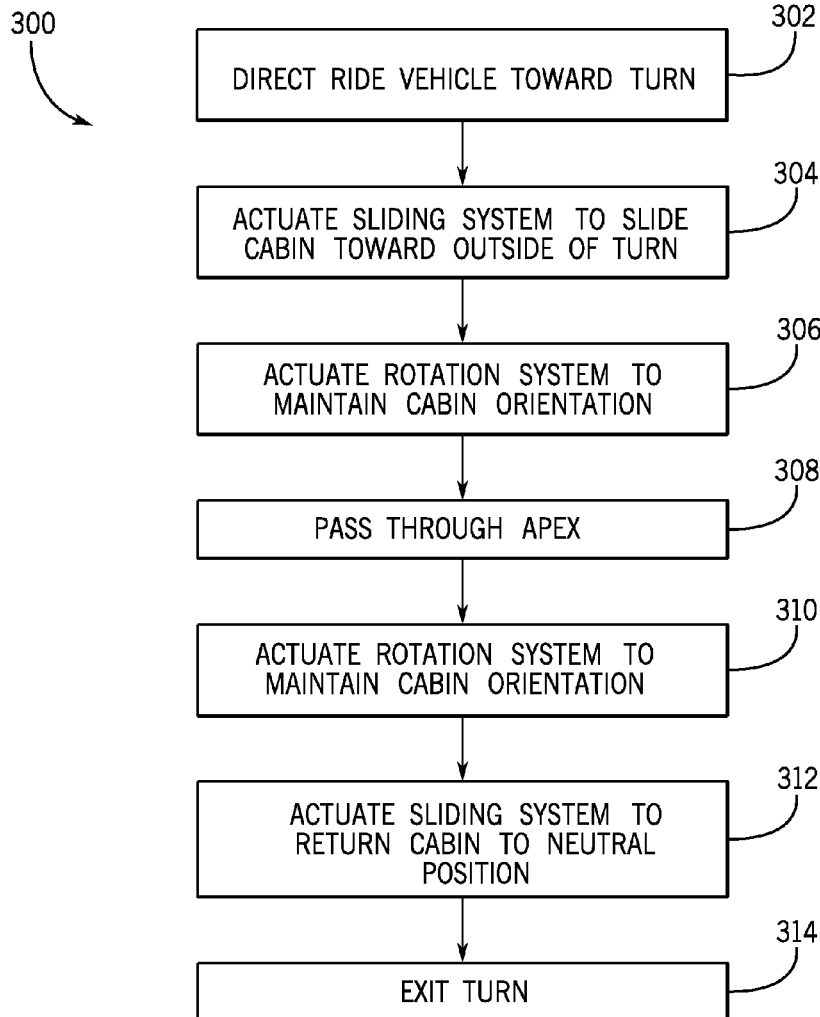 300
302
DIRECT RIDE VEHICLE TOWARD TURN
304
ACTUATE SLIDING SYSTEM TO SLIDE
CABIN TOWARD OUTSIDE OF TURN
306
ACTUATE ROTATION SYSTEM TO
MAINTAIN CABIN ORIENTATION
308
PASS THROUGH APEX
310
ACTUATE ROTATION SYSTEM TO
MAINTAIN CABIN ORIENTATION
312
ACTUATE SLIDING SYSTEM TO
RETURN CABIN TO NEUTRAL
POSITION
314
EXIT TURN